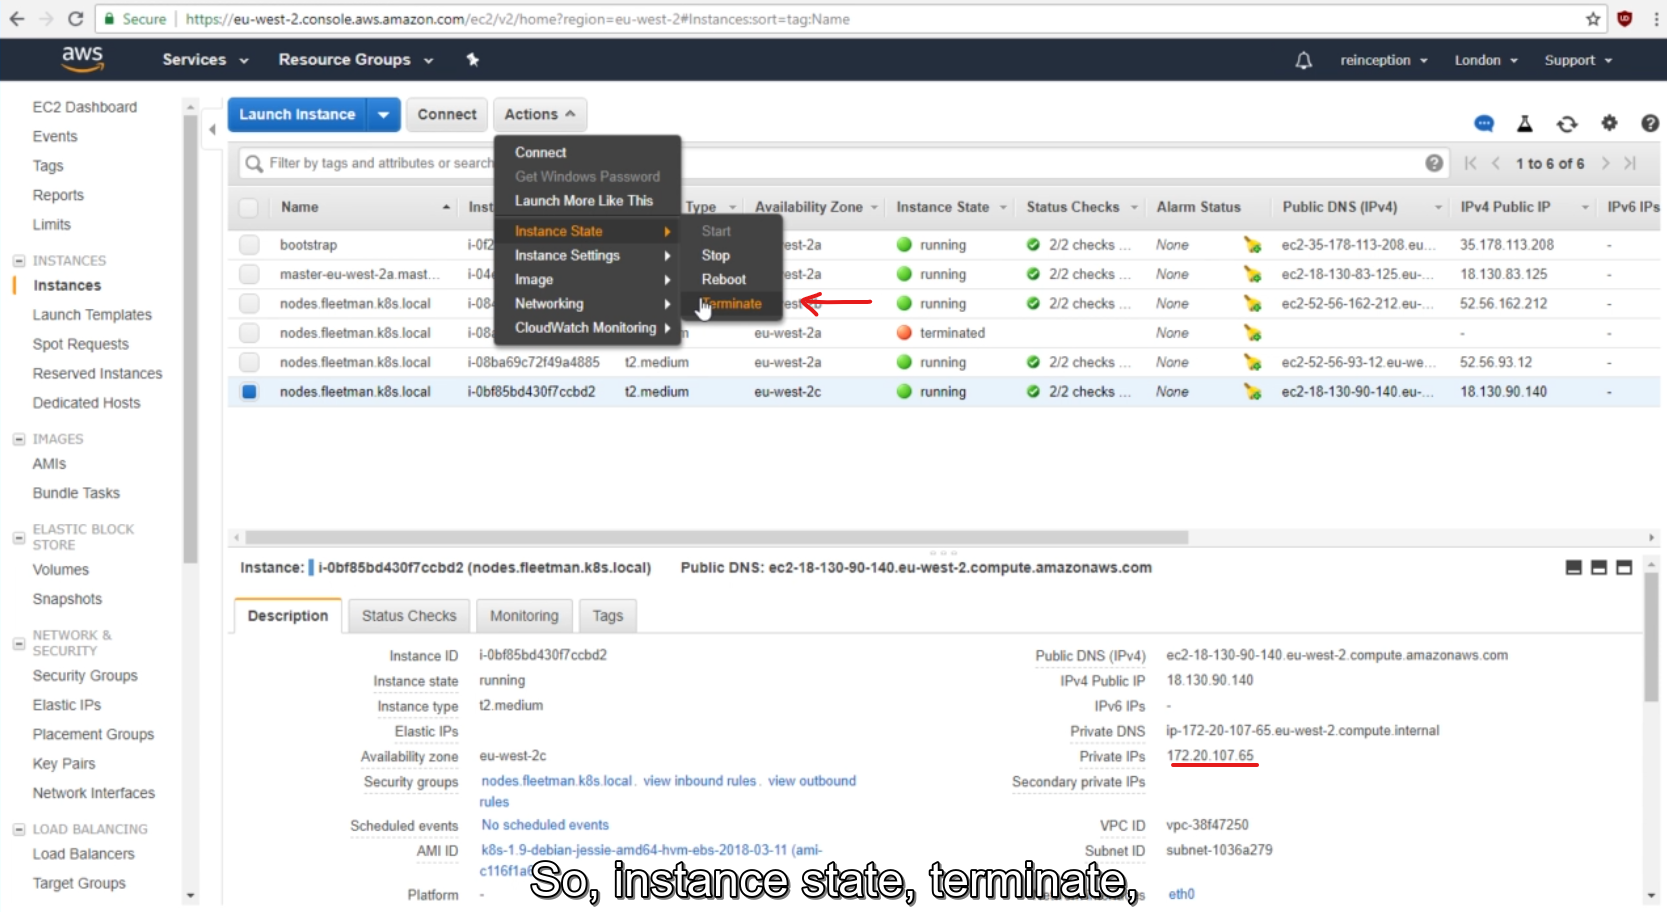 Secure https://eu-west-2.console.aws.amazon.com/ec2/v2/home?region=eu-west-2#Instances:sort=tag:Name
aws Services Resource Groups reinception London Support
EC2 Dashboard
Events
Tags
Reports
Limits
INSTANCES
Instances
Launch Templates
Spot Requests
Reserved Instances
Dedicated Hosts
IMAGES
AMIs
Bundle Tasks
ELASTIC BLOCK
STORE
Volumes
Snapshots
NETWORK &
SECURITY
Security Groups
Elastic IPs
Placement Groups
Key Pairs
Network Interfaces
LOAD BALANCING
Load Balancers
Target Groups
Launch Instance Connect Actions
Filter by tags and attributes or search
1 to 6 of 6
Connect
Get Windows Password
Launch More Like This
Instance State
Instance Settings
Image
Networking
CloudWatch Monitoring
Start
Stop
Reboot
Terminate
Name Inst Type Availability Zone Instance State Status Checks Alarm Status Public DNS (IPv4) IPv4 Public IP IPv6 IPs
bootstrap i-0f2 est-2a running 2/2 checks ... None ec2-35-178-113-208.eu... 35.178.113.208 -
master-eu-west-2a.mast... i-04 est-2a running 2/2 checks ... None ec2-18-130-83-125.eu-... 18.130.83.125 -
nodes.fleetman.k8s.local i-08 running 2/2 checks ... None ec2-52-56-162-212.eu-... 52.56.162.212 -
nodes.fleetman.k8s.local i-08 eu-west-2a terminated None - -
nodes.fleetman.k8s.local i-08ba69c72f49a4885 t2.medium eu-west-2a running 2/2 checks ... None ec2-52-56-93-12.eu-we... 52.56.93.12 -
nodes.fleetman.k8s.local i-0bf85bd430f7ccbd2 t2.medium eu-west-2c running 2/2 checks ... None ec2-18-130-90-140.eu-... 18.130.90.140 -
Instance: i-0bf85bd430f7ccbd2 (nodes.fleetman.k8s.local) Public DNS: ec2-18-130-90-140.eu-west-2.compute.amazonaws.com
Description Status Checks Monitoring Tags
Instance ID i-0bf85bd430f7ccbd2
Instance state running
Instance type t2.medium
Elastic IPs
Availability zone eu-west-2c
Security groups nodes.fleetman.k8s.local. view inbound rules. view outbound
rules
Scheduled events No scheduled events
AMI ID k8s-1.9-debian-jessie-amd64-hvm-ebs-2018-03-11 (ami-
Platform -
Public DNS (IPv4) ec2-18-130-90-140.eu-west-2.compute.amazonaws.com
IPv4 Public IP 18.130.90.140
IPv6 IPs -
Private DNS ip-172-20-107-65.eu-west-2.compute.internal
Private IPs 172.20.107.65
Secondary private IPs
VPC ID vpc-38f47250
Subnet ID subnet-1036a279
eth0
So, instance state, terminate,